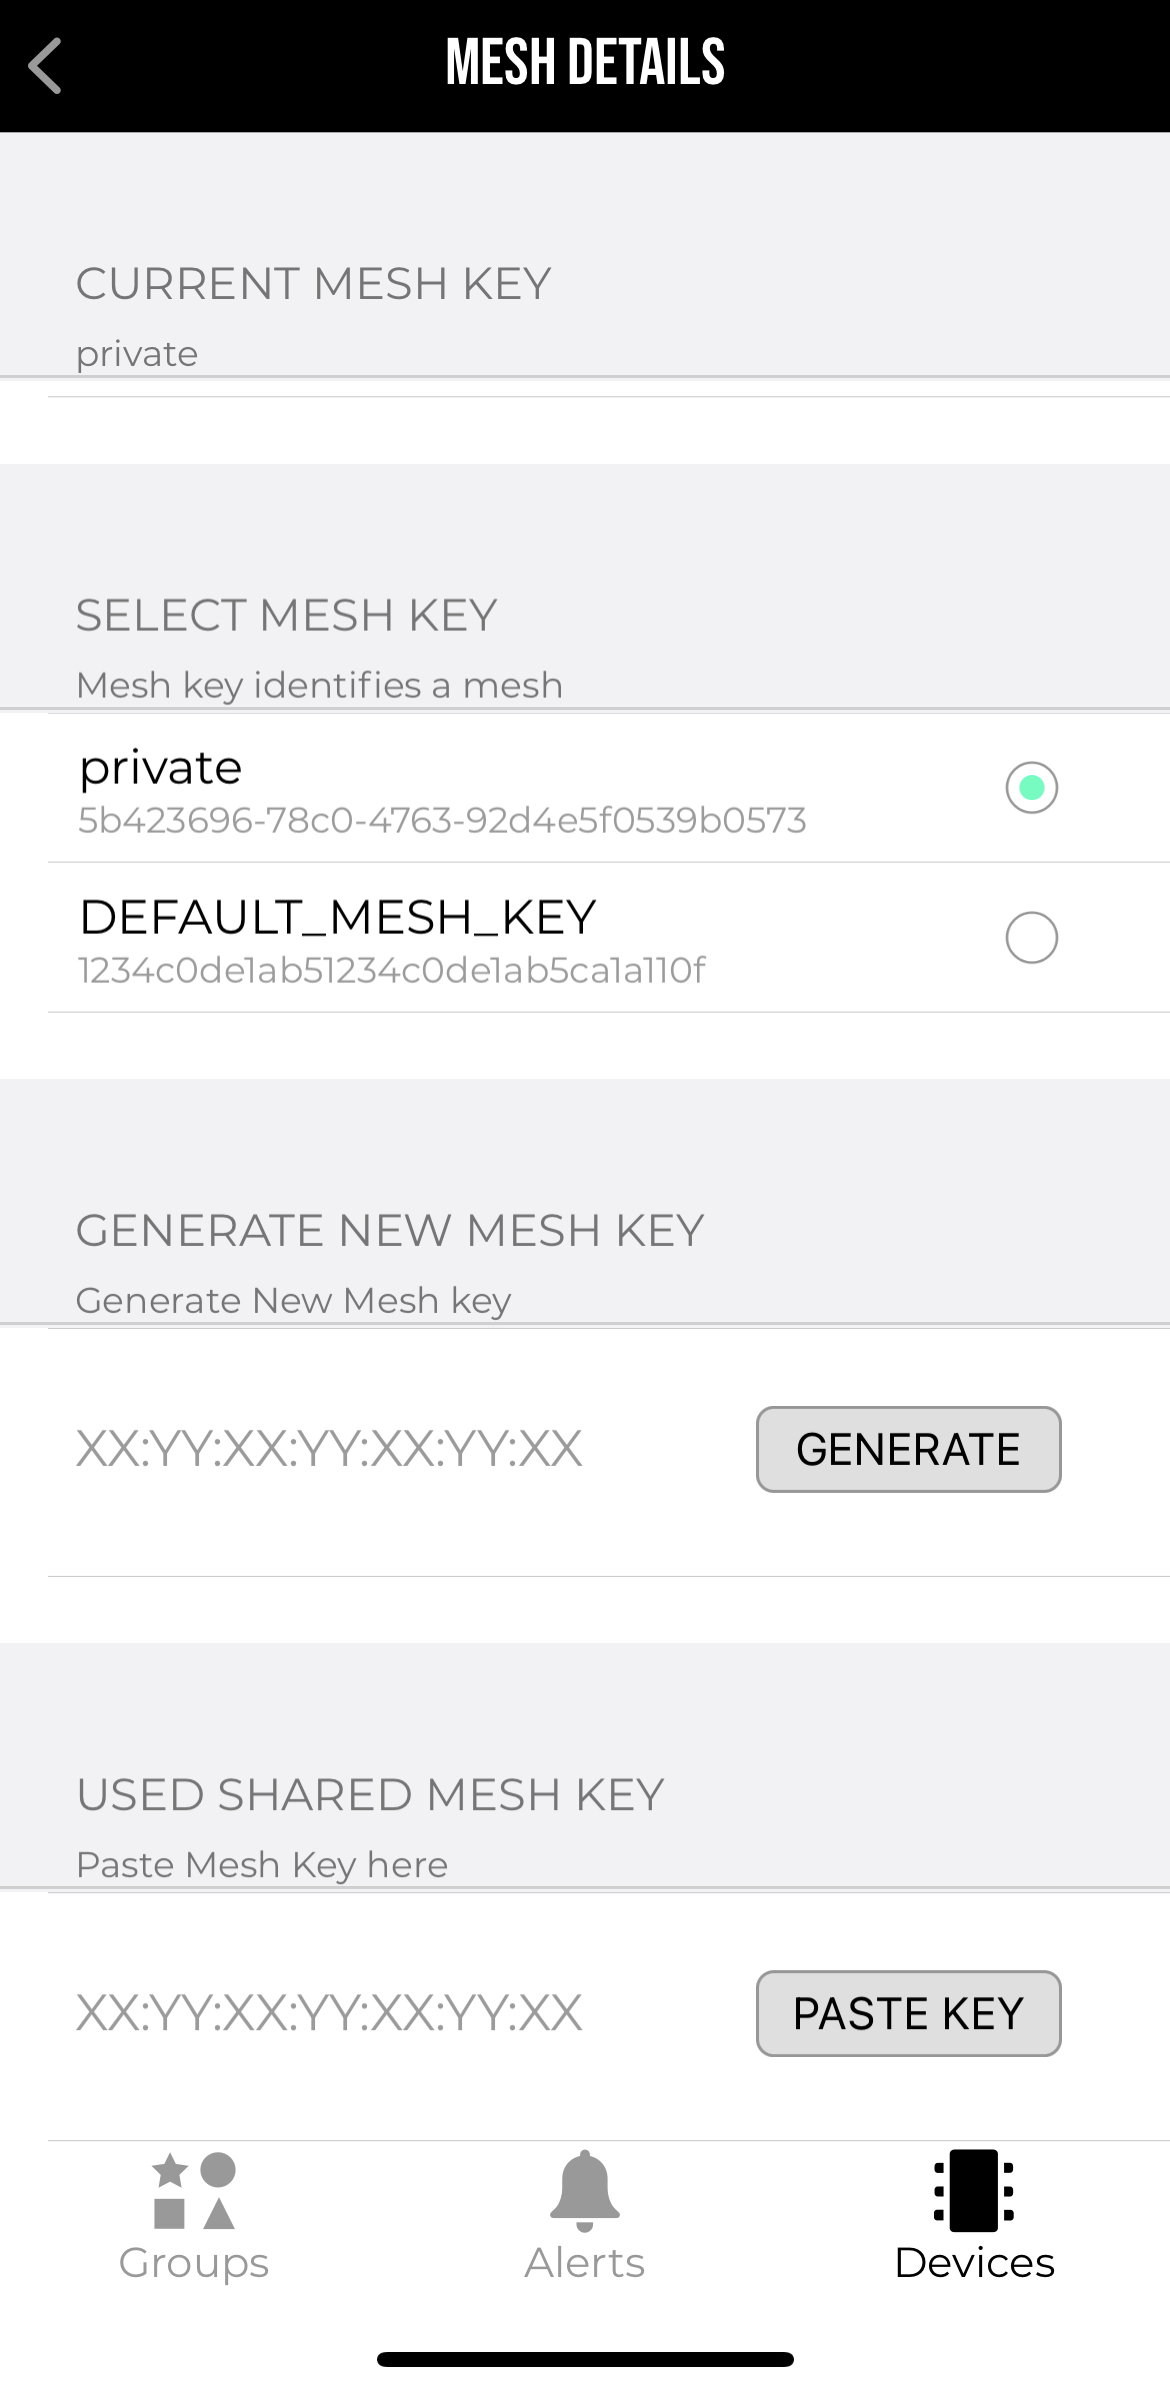 MESH DETAILS
CURRENT MESH KEY
private
SELECT MESH KEY
Mesh key identifies a mesh
private
5b423696-78c0-4763-92d4e5f0539b0573
DEFAULT_MESH_KEY
1234c0de1ab51234c0de1ab5ca1a110f
GENERATE NEW MESH KEY
Generate New Mesh key
XX:YY:XX:YY:XX:YY:XX
GENERATE
USED SHARED MESH KEY
Paste Mesh Key here
XX:YY:XX:YY:XX:YY:XX
PASTE KEY
Groups
Alerts
Devices